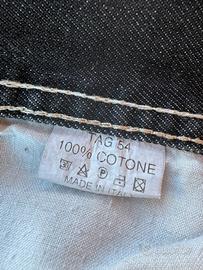 TAG 54
100% COTONE
MADE IN ITALY